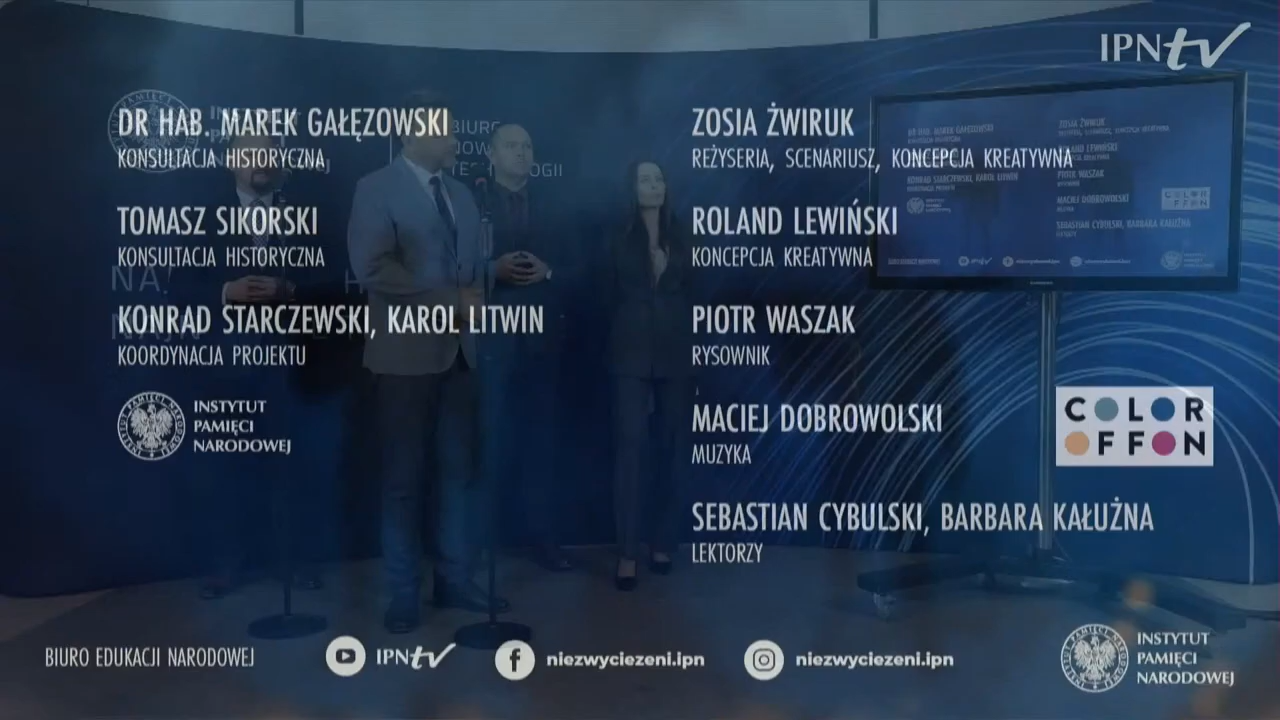 IPNtv
DR HAB. MAREK GAŁĘZOWSKI
KONSULTACJA HISTORYCZNA
TOMASZ SIKORSKI
KONSULTACJA HISTORYCZNA
KONRAD STARCZEWSKI, KAROL LITWIN
KOORDYNACJA PROJEKTU
INSTYTUT
PAMIĘCI
NARODOWEJ
ZOSIA ŻWIRUK
REŻYSERIA, SCENARIUSZ, KONCEPCJA KREATYWNA
ROLAND LEWIŃSKI
KONCEPCJA KREATYWNA
PIOTR WASZAK
RYSOWNIK
MACIEJ DOBROWOLSKI
MUZYKA
COLOR
OFFON
SEBASTIAN CYBULSKI, BARBARA KAŁUŻNA
LEKTORZY
BIURO EDUKACJI NARODOWEJ
IPNtv
niezwyciezeni.ipn
niezwyciezeni.ipn
INSTYTUT
PAMIĘCI
NARODOWEJ